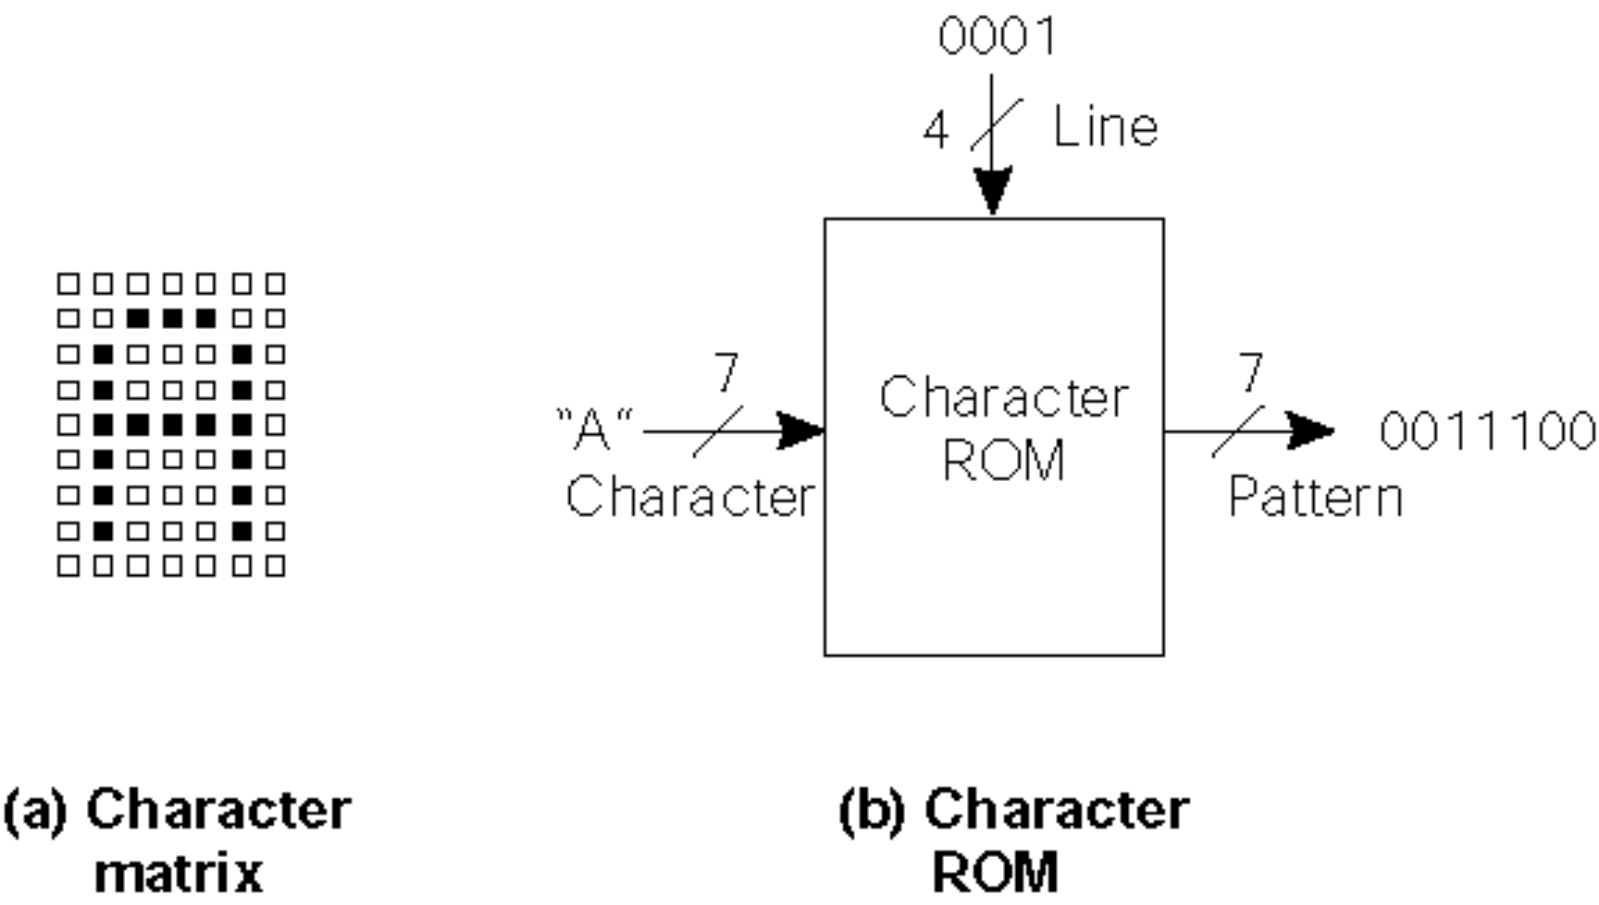 0001
4 Line
7
"A"
Character
Character
ROM
7
0011100
Pattern
(a) Character
matrix
(b) Character
ROM